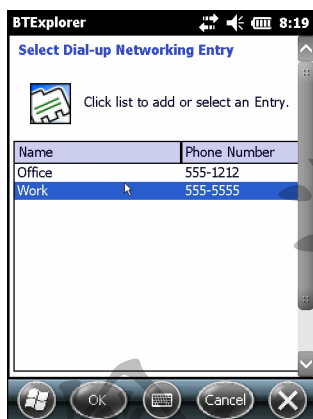 BTExplorer 8:19
Select Dial-up Networking Entry
Click list to add or select an Entry.
Name Phone Number
Office 555-1212
Work 555-5555
OK Cancel